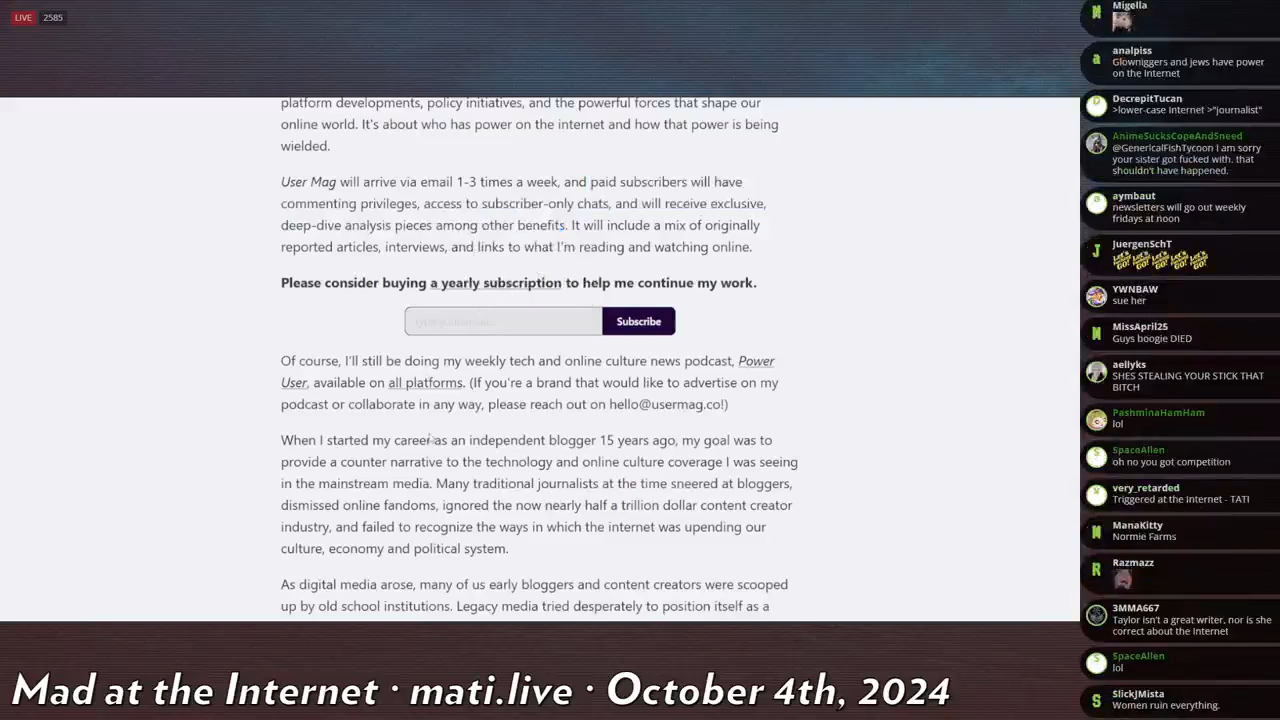 LIVE 2585
platform developments, policy initiatives, and the powerful forces that shape our
online world. It's about who has power on the internet and how that power is being
wielded.
User Mag will arrive via email 1-3 times a week, and paid subscribers will have
commenting privileges, access to subscriber-only chats, and will receive exclusive,
deep-dive analysis pieces among other benefits. It will include a mix of originally
reported articles, interviews, and links to what I'm reading and watching online.
Please consider buying a yearly subscription to help me continue my work.
Subscribe
Of course, I'll still be doing my weekly tech and online culture news podcast, Power
User, available on all platforms. (If you're a brand that would like to advertise on my
podcast or collaborate in any way, please reach out on hello@usermag.co!)
When I started my career as an independent blogger 15 years ago, my goal was to
provide a counter narrative to the technology and online culture coverage I was seeing
in the mainstream media. Many traditional journalists at the time sneered at bloggers,
dismissed online fandoms, ignored the now nearly half a trillion dollar content creator
industry, and failed to recognize the ways in which the internet was upending our
culture, economy and political system.
As digital media arose, many of us early bloggers and content creators were scooped
up by old school institutions. Legacy media tried desperately to position itself as a
Mad at the Internet · mati.live · October 4th, 2024
Migella
analpiss
Glowniggers and jews have power
on the Internet
DecrepitTucan
>lower-case Internet >"journalist"
AnimeSucksCopeAndSneed
@GenericalFishTycoon I am sorry
your sister got fucked with. that
shouldn't have happened.
aymbaut
newsletters will go out weekly
fridays at noon
JuergenSchT
YWNBAW
sue her
MissApril25
Guys boogie DIED
aellyks
SHES STEALING YOUR STICK THAT
BITCH
PashminaHamHam
lol
SpaceAllen
oh no you got competition
very_retarded
Triggered at the Internet - TATI
ManaKitty
Normie Farms
Razmazz
3MMA667
Taylor isn't a great writer, nor is she
correct about the Internet
SpaceAllen
lol
SlickJMista
Women ruin everything.